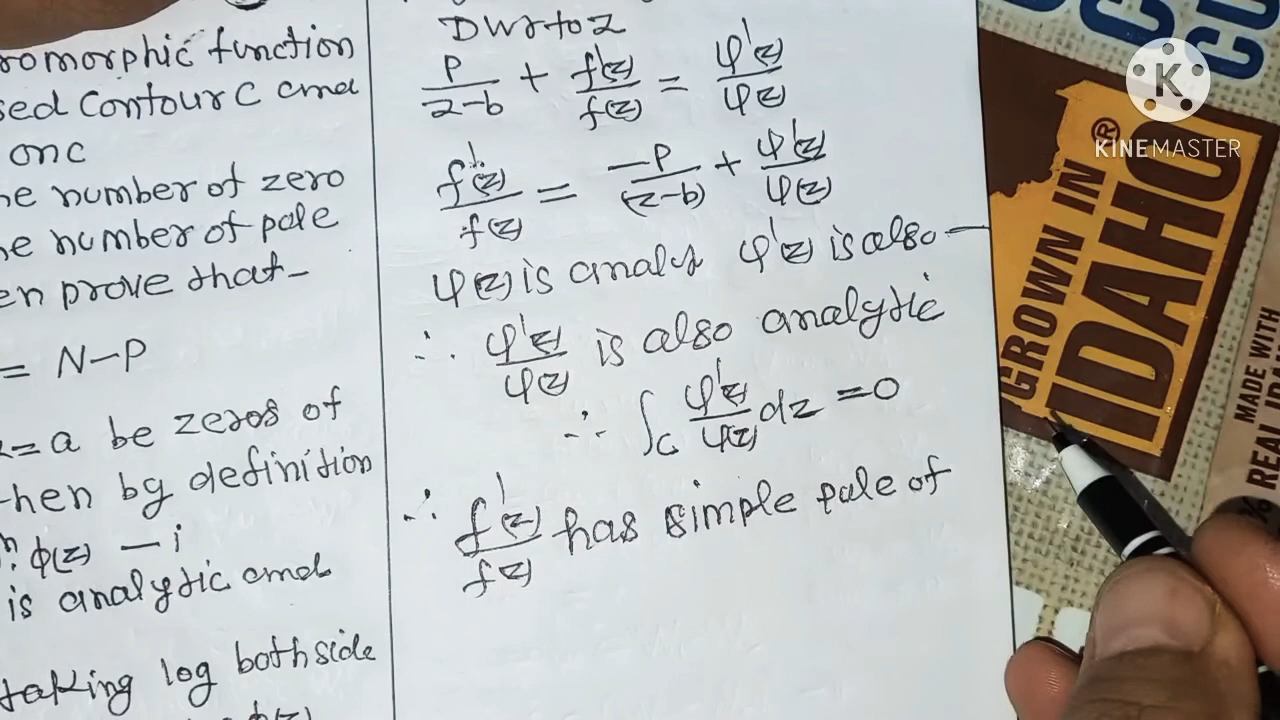 romorphic function
sed contour C and
on c
he number of zero
he number of pole
en prove that-
= N-P
z=a be zeros of
then by definition
ϕ(z) — i
is analytic and
taking log both side
ϕ(z)
Dwr to z
p/(z-b) + f'(z)/f(z) = ψ'(z)/ψ(z)
f'(z)/f(z) = -p/(z-b) + ψ'(z)/ψ(z)
ψ(z) is analy ψ'(z) is also —
∴ ψ'(z)/ψ(z) is also analytic
∴ ∫c ψ'(z)/ψ(z) dz = 0
∴ f'(z)/f(z) has simple pole of
K
KINEMASTER
GROWN IN
IDAHO®
MADE WITH
REAL IDA